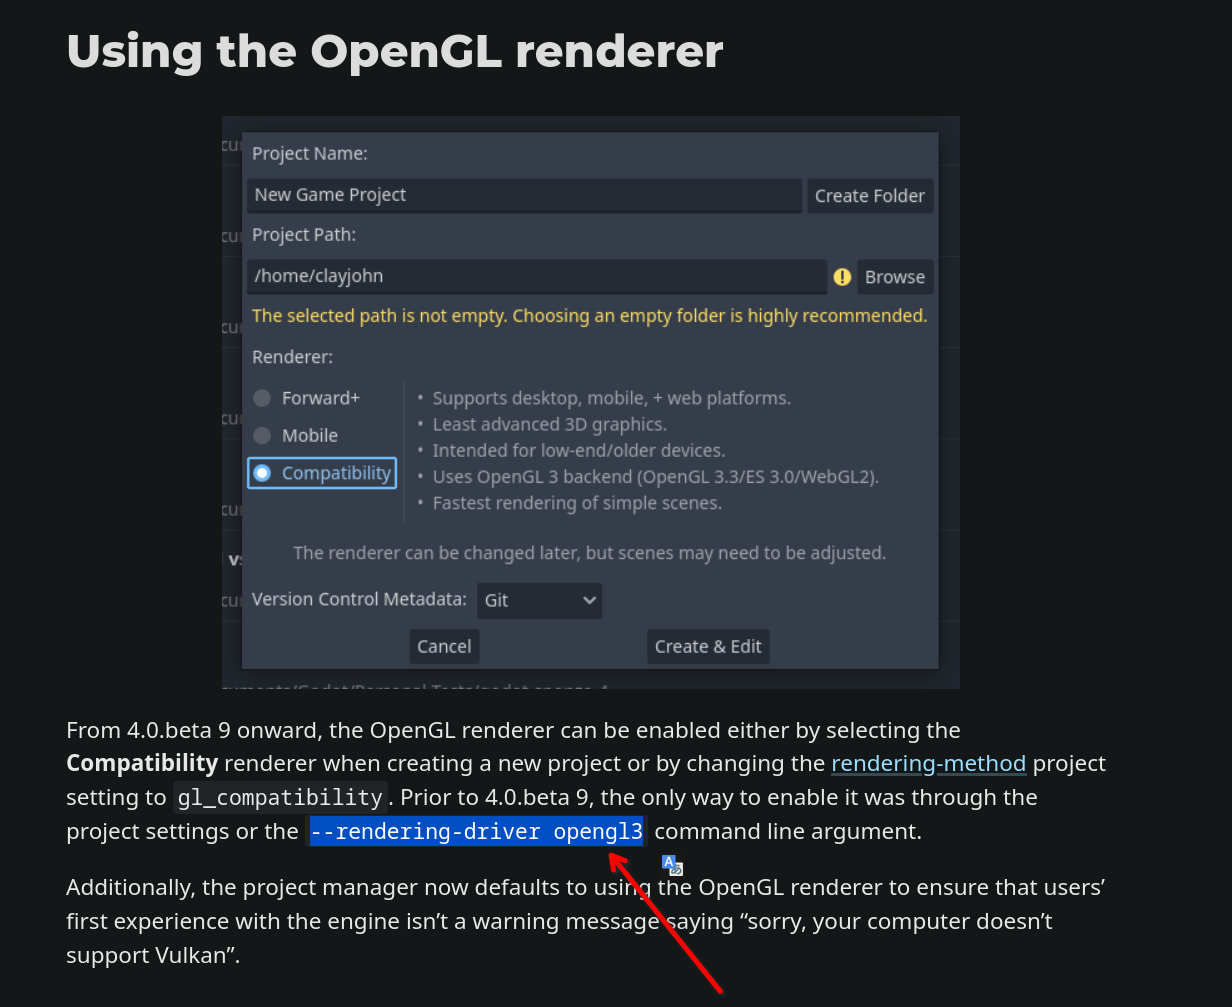 Using the OpenGL renderer
Project Name:
New Game Project
Create Folder
Project Path:
/home/clayjohn
Browse
The selected path is not empty. Choosing an empty folder is highly recommended.
Renderer:
Forward+
Mobile
Compatibility
• Supports desktop, mobile, + web platforms.
• Least advanced 3D graphics.
• Intended for low-end/older devices.
• Uses OpenGL 3 backend (OpenGL 3.3/ES 3.0/WebGL2).
• Fastest rendering of simple scenes.
The renderer can be changed later, but scenes may need to be adjusted.
Version Control Metadata:
Git
Cancel
Create & Edit
From 4.0.beta 9 onward, the OpenGL renderer can be enabled either by selecting the
Compatibility renderer when creating a new project or by changing the rendering-method project
setting to gl_compatibility. Prior to 4.0.beta 9, the only way to enable it was through the
project settings or the --rendering-driver opengl3 command line argument.
Additionally, the project manager now defaults to using the OpenGL renderer to ensure that users’
first experience with the engine isn’t a warning message saying “sorry, your computer doesn’t
support Vulkan”.